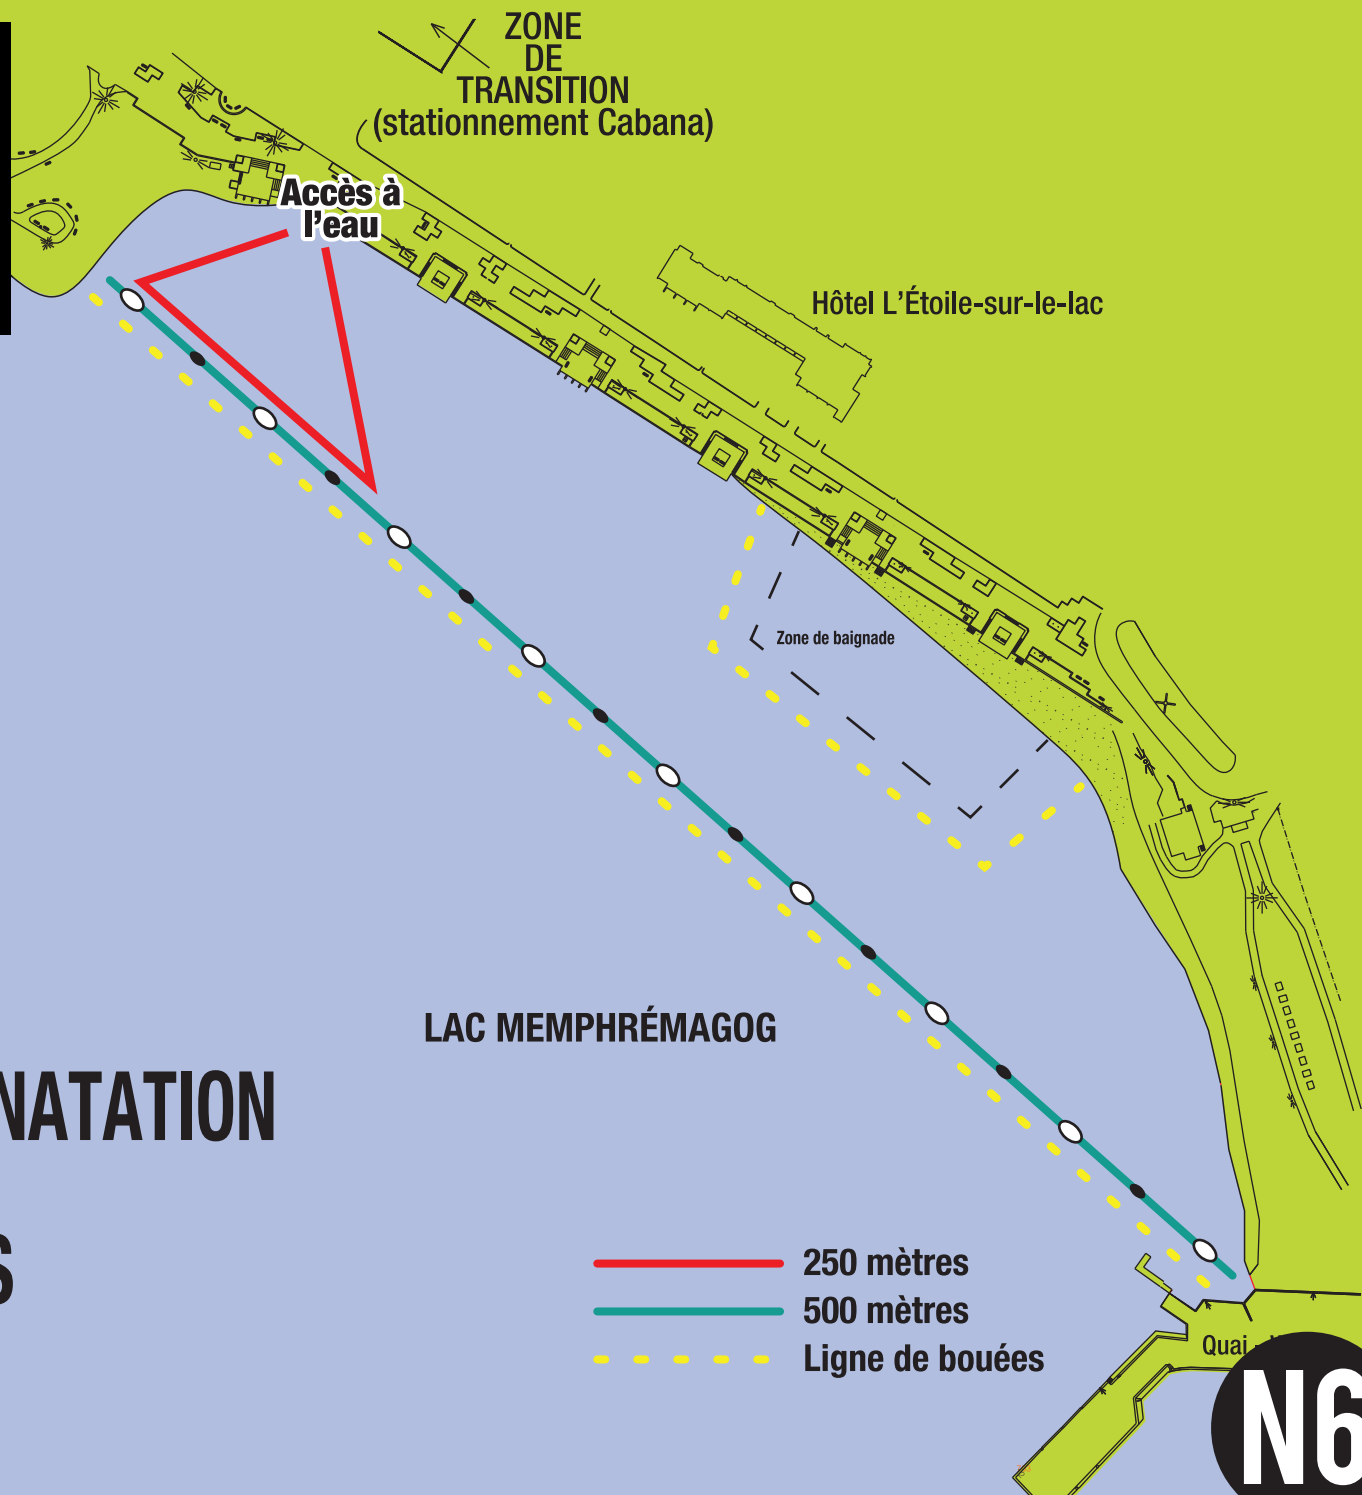 ZONE
DE
TRANSITION
(stationnement Cabana)
Accès à
l'eau
Hôtel L'Étoile-sur-le-lac
Zone de baignade
LAC MEMPHRÉMAGOG
NATATION
S
250 mètres
500 mètres
Ligne de bouées
Quai
N6